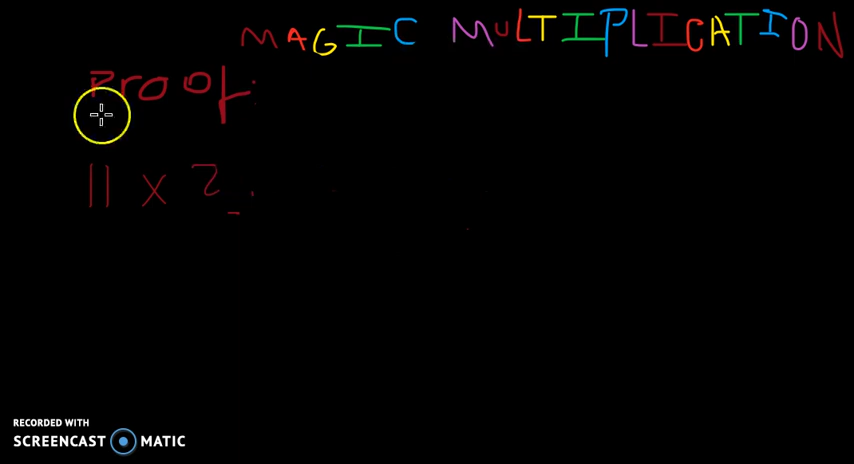 MAGIC MULTIPLICATION
Proof:
11 x 2
RECORDED WITH
SCREENCAST MATIC